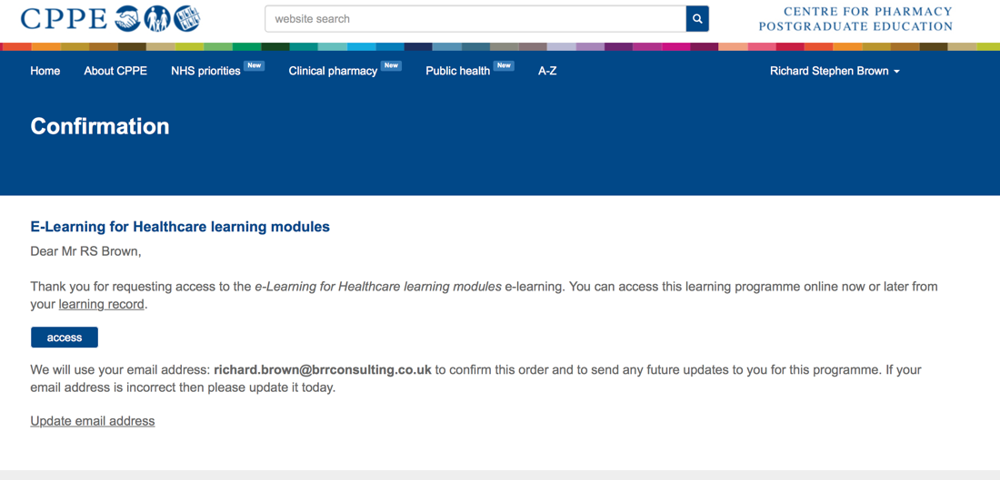 CPPE
website search
CENTRE FOR PHARMACY
POSTGRADUATE EDUCATION
Home About CPPE NHS priorities New Clinical pharmacy New Public health New A-Z Richard Stephen Brown
Confirmation
E-Learning for Healthcare learning modules
Dear Mr RS Brown,
Thank you for requesting access to the e-Learning for Healthcare learning modules e-learning. You can access this learning programme online now or later from
your learning record.
access
We will use your email address: richard.brown@brrconsulting.co.uk to confirm this order and to send any future updates to you for this programme. If your
email address is incorrect then please update it today.
Update email address